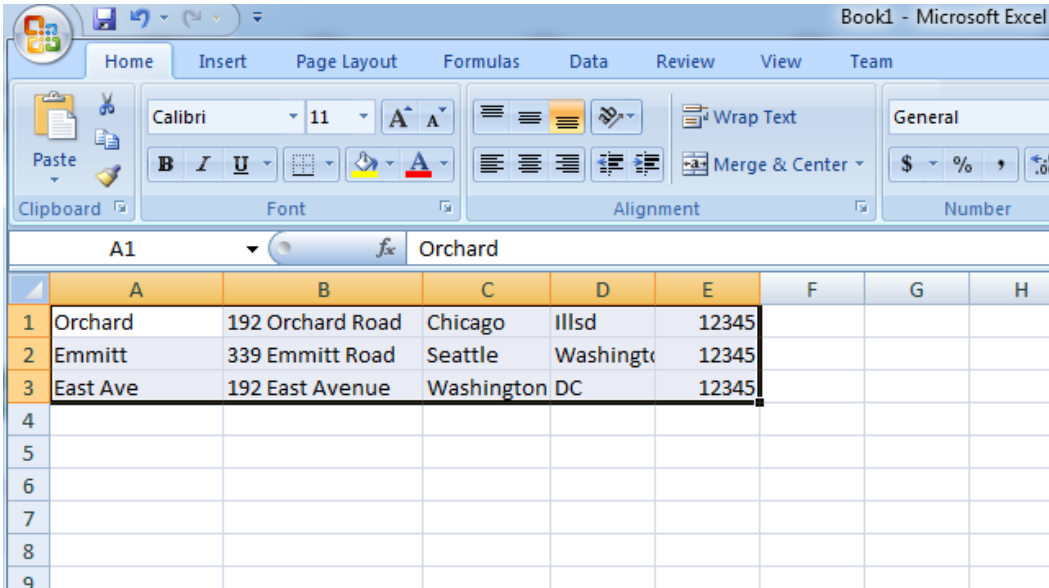 Book1 - Microsoft Excel
Home Insert Page Layout Formulas Data Review View Team
Calibri 11 A A Wrap Text General
Paste B I U A Merge & Center $ % ,
Clipboard Font Alignment Number
A1 fx Orchard
A B C D E F G H
1 Orchard 192 Orchard Road Chicago Illsd 12345
2 Emmitt 339 Emmitt Road Seattle Washingto 12345
3 East Ave 192 East Avenue Washington DC 12345
4
5
6
7
8
9